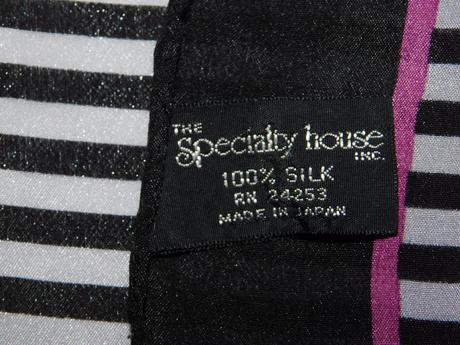 THE
Specialty house
INC.
100% SILK
RN 24253
MADE IN JAPAN